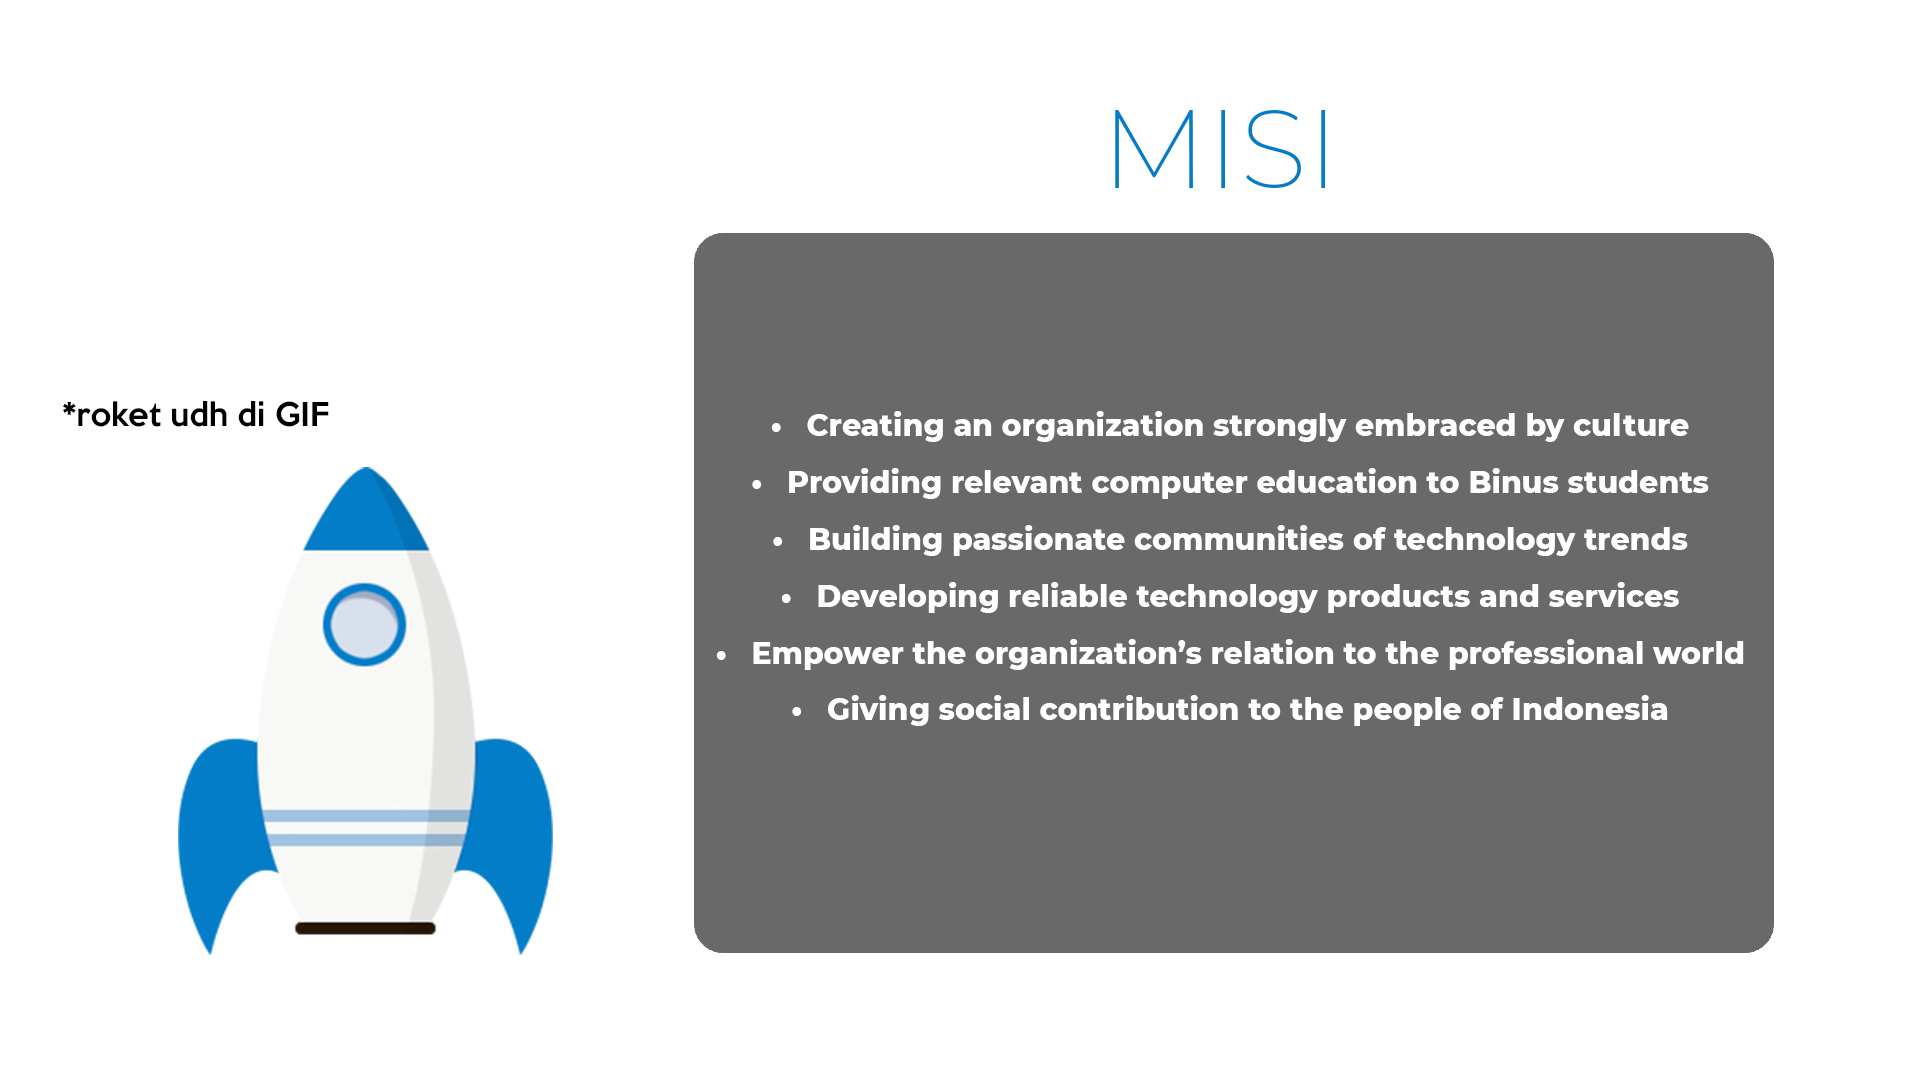 MISI
*roket udh di GIF
• Creating an organization strongly embraced by culture
• Providing relevant computer education to Binus students
• Building passionate communities of technology trends
• Developing reliable technology products and services
• Empower the organization’s relation to the professional world
• Giving social contribution to the people of Indonesia